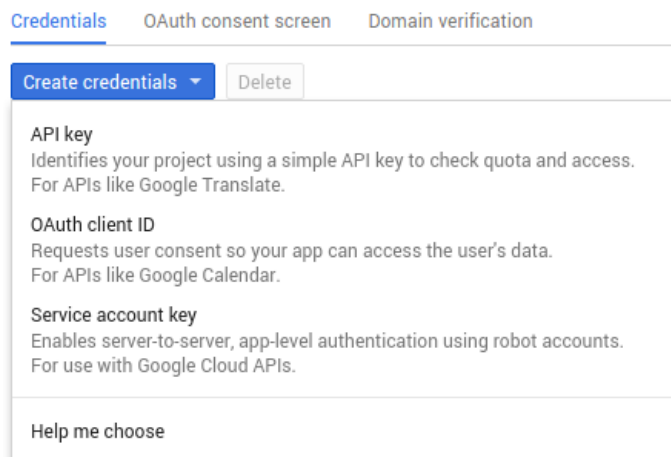 Credentials OAuth consent screen Domain verification
Create credentials Delete
API key
Identifies your project using a simple API key to check quota and access.
For APIs like Google Translate.
OAuth client ID
Requests user consent so your app can access the user's data.
For APIs like Google Calendar.
Service account key
Enables server-to-server, app-level authentication using robot accounts.
For use with Google Cloud APIs.
Help me choose